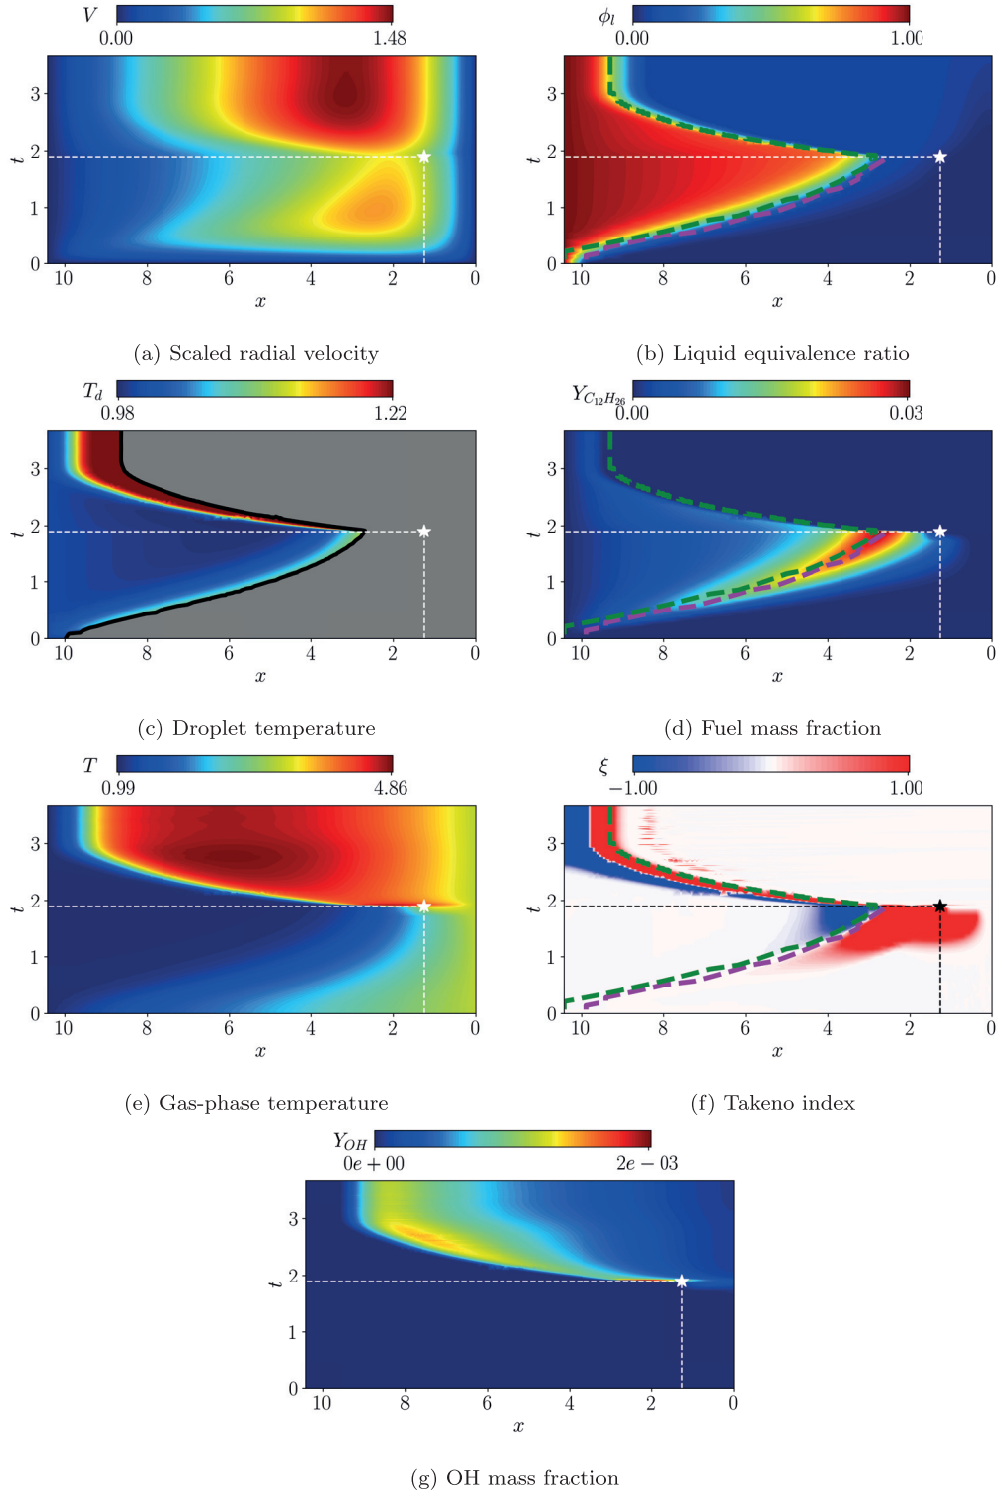 V
0.00 1.48
t
3
2
1
0
10 8 6 4 2 0
x
(a) Scaled radial velocity
ϕl
0.00 1.00
t
3
2
1
0
10 8 6 4 2 0
x
(b) Liquid equivalence ratio
Td
0.98 1.22
t
3
2
1
0
10 8 6 4 2 0
x
(c) Droplet temperature
YC12H26
0.00 0.03
t
3
2
1
0
10 8 6 4 2 0
x
(d) Fuel mass fraction
T
0.99 4.86
t
3
2
1
0
10 8 6 4 2 0
x
(e) Gas-phase temperature
ξ
−1.00 1.00
t
3
2
1
0
10 8 6 4 2 0
x
(f) Takeno index
YOH
0e + 00 2e − 03
t
3
2
1
0
10 8 6 4 2 0
x
(g) OH mass fraction